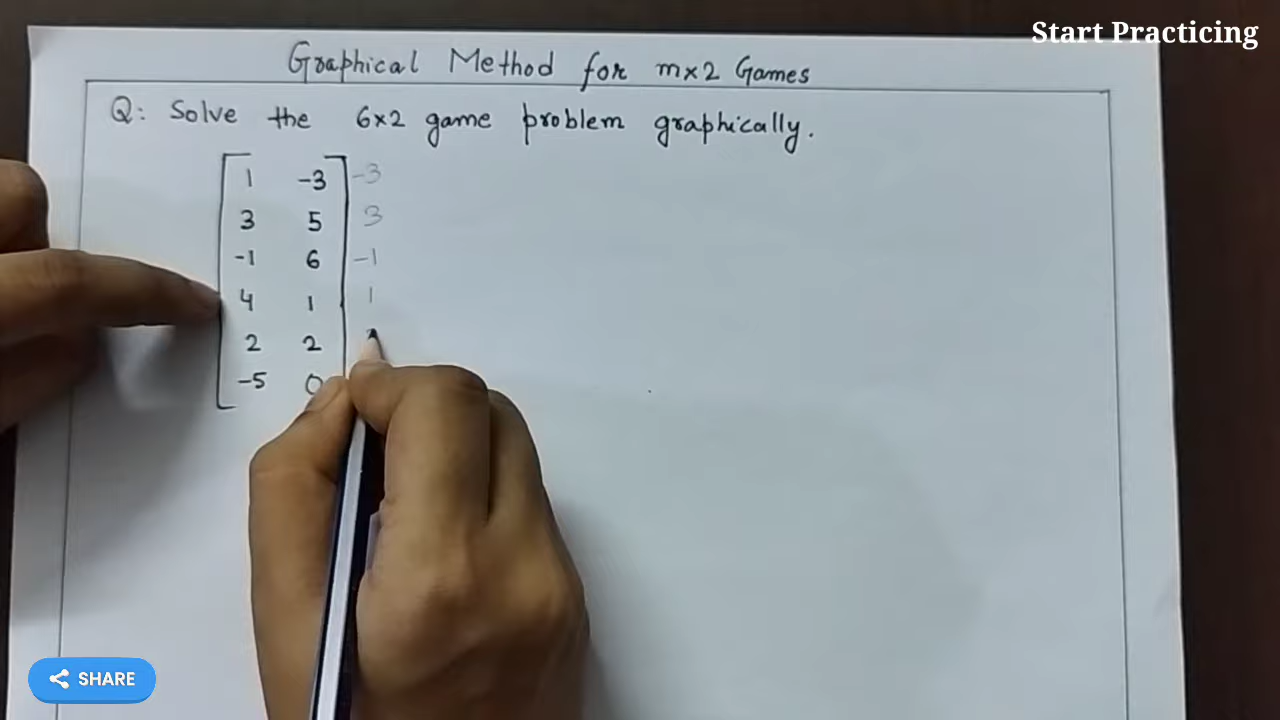 Start Practicing
Graphical Method for m×2 Games
Q: Solve the 6×2 game problem graphically.
1 -3 -3
3 5 3
-1 6 -1
4 1 1
2 2
-5 0
SHARE